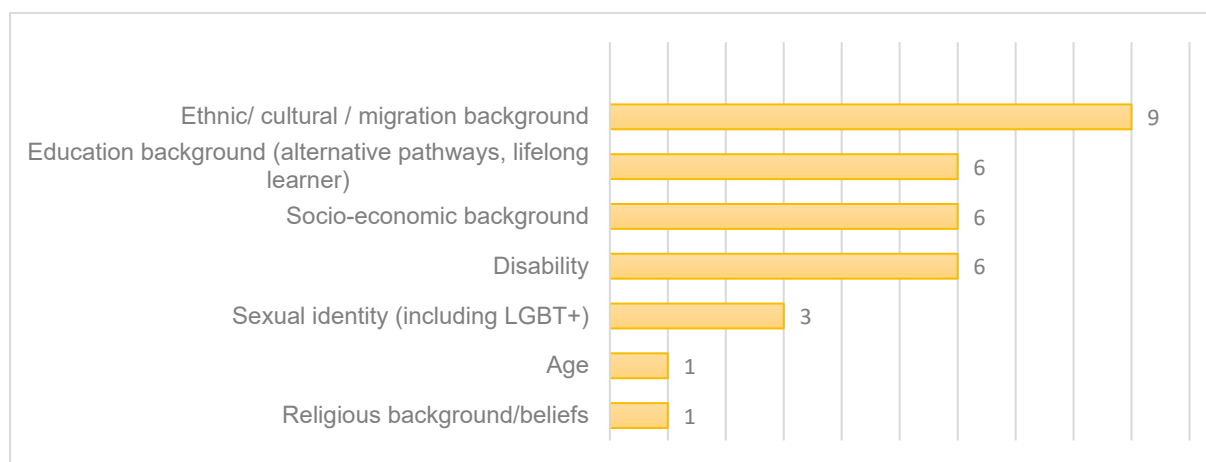 Ethnic/ cultural / migration background
9
Education background (alternative pathways, lifelong
learner)
6
Socio-economic background
6
Disability
6
Sexual identity (including LGBT+)
3
Age
1
Religious background/beliefs
1